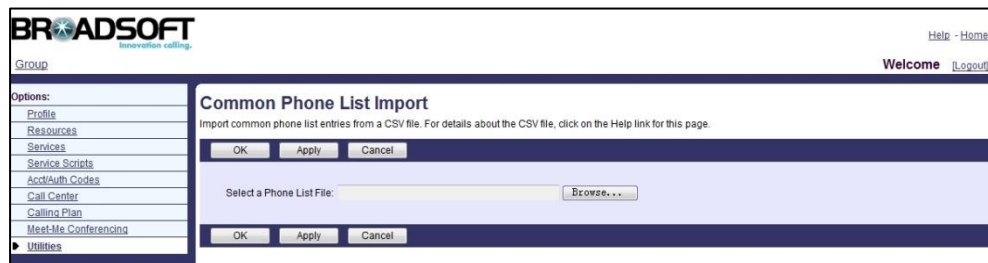 BROADSOFT
Innovation calling.
Help - Home
Group
Welcome [Logout]
Options:
Profile
Resources
Services
Service Scripts
Acct/Auth Codes
Call Center
Calling Plan
Meet-Me Conferencing
Utilities
Common Phone List Import
Import common phone list entries from a CSV file. For details about the CSV file, click on the Help link for this page.
OK Apply Cancel
Select a Phone List File: Browse...
OK Apply Cancel